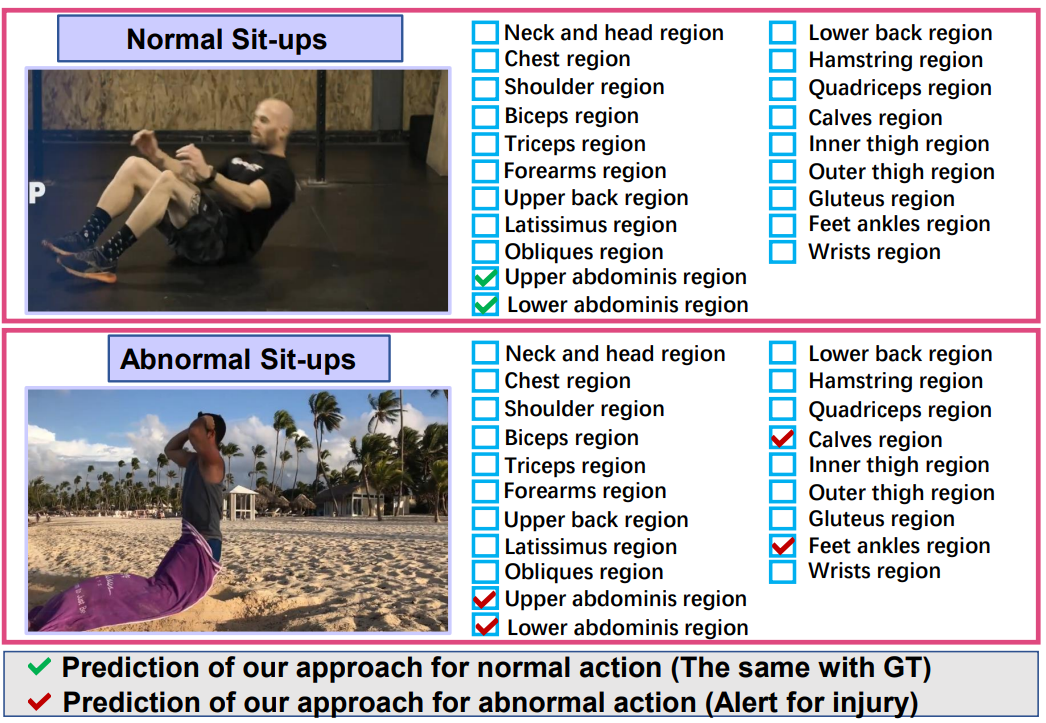 Normal Sit-ups
P
Neck and head region
Chest region
Shoulder region
Biceps region
Triceps region
Forearms region
Upper back region
Latissimus region
Obliques region
Upper abdominis region
Lower abdominis region
Lower back region
Hamstring region
Quadriceps region
Calves region
Inner thigh region
Outer thigh region
Gluteus region
Feet ankles region
Wrists region
Abnormal Sit-ups
Neck and head region
Chest region
Shoulder region
Biceps region
Triceps region
Forearms region
Upper back region
Latissimus region
Obliques region
Upper abdominis region
Lower abdominis region
Lower back region
Hamstring region
Quadriceps region
Calves region
Inner thigh region
Outer thigh region
Gluteus region
Feet ankles region
Wrists region
Prediction of our approach for normal action (The same with GT)
Prediction of our approach for abnormal action (Alert for injury)